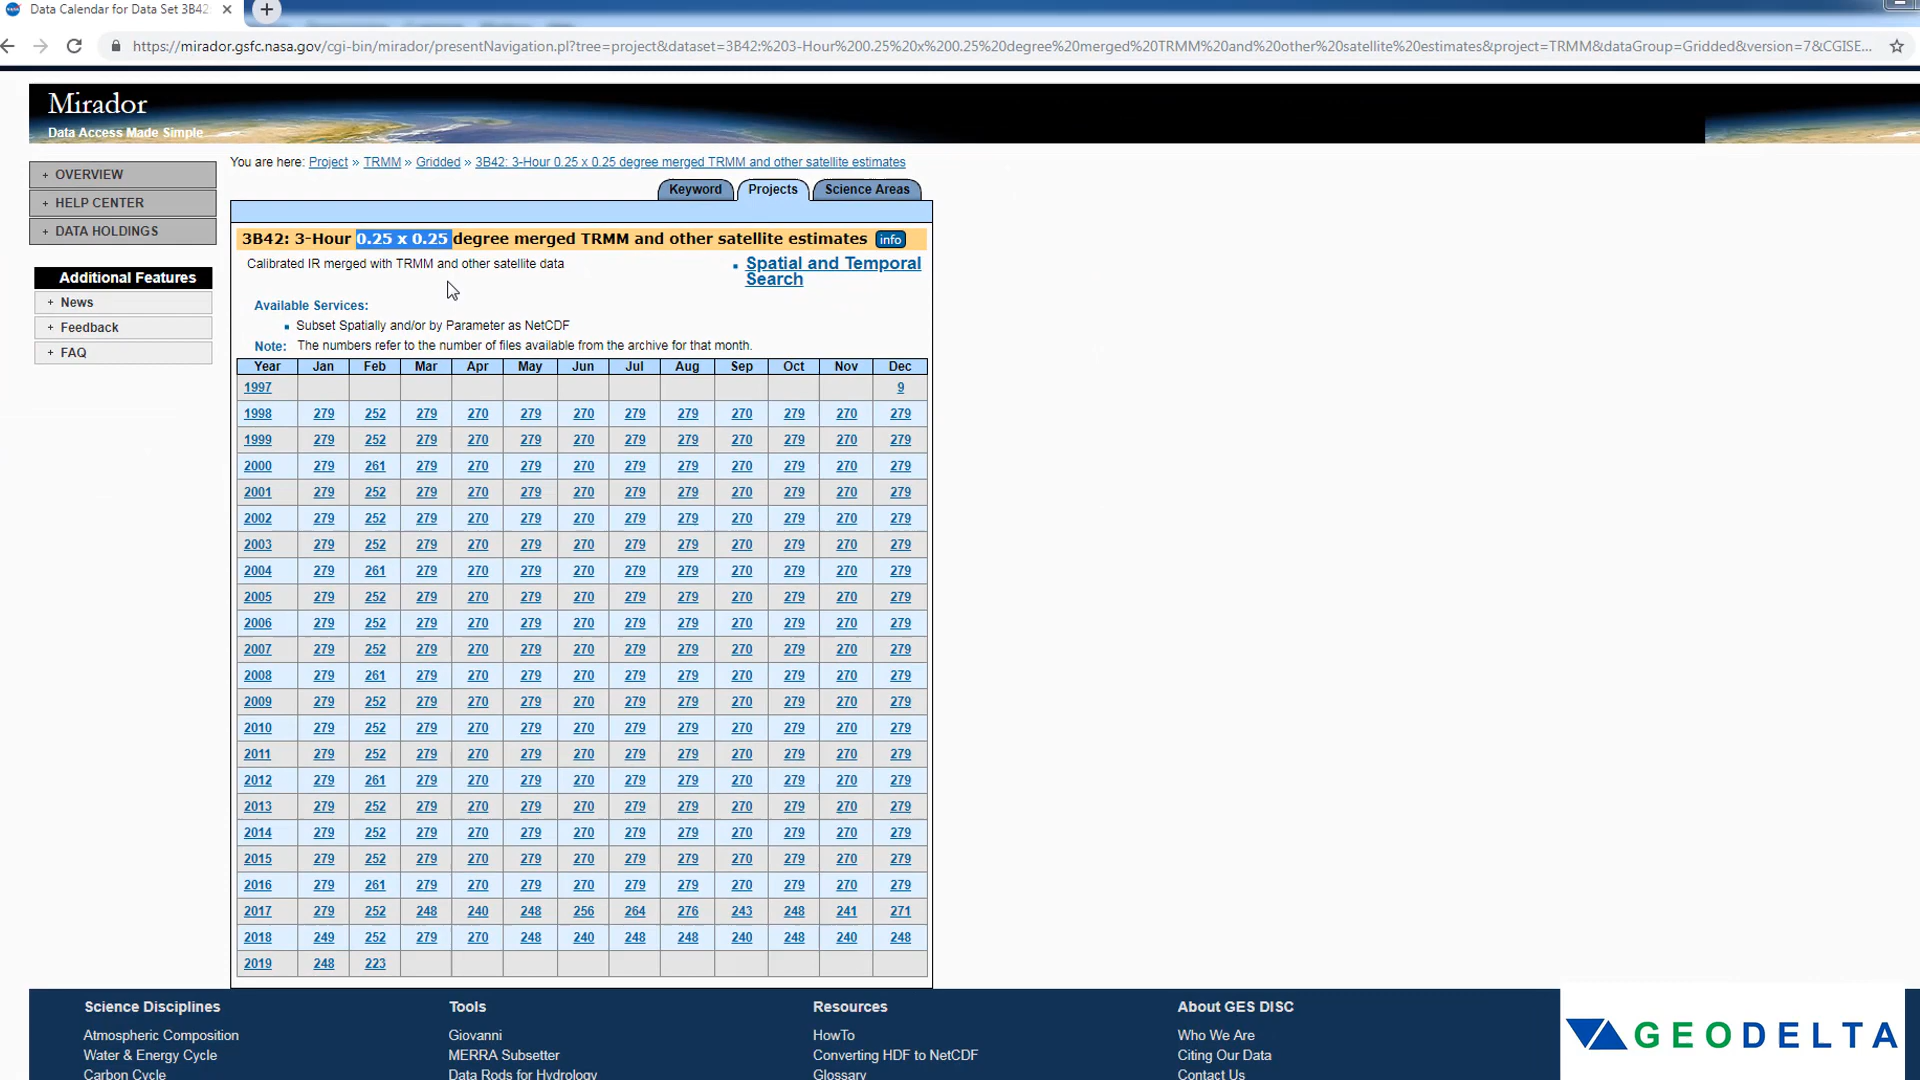 Data Calendar for Data Set 3B42:
https://mirador.gsfc.nasa.gov/cgi-bin/mirador/presentNavigation.pl?tree=project&dataset=3B42:%203-Hour%200.25%20x%200.25%20degree%20merged%20TRMM%20and%20other%20satellite%20estimates&project=TRMM&dataGroup=Gridded&version=7&CGISE...
Mirador
Data Access Made Simple
+ OVERVIEW
+ HELP CENTER
+ DATA HOLDINGS
Additional Features
+ News
+ Feedback
+ FAQ
You are here: Project » TRMM » Gridded » 3B42: 3-Hour 0.25 x 0.25 degree merged TRMM and other satellite estimates
Keyword Projects Science Areas
3B42: 3-Hour 0.25 x 0.25 degree merged TRMM and other satellite estimates info
Calibrated IR merged with TRMM and other satellite data
Spatial and Temporal
Search
Available Services:
Subset Spatially and/or by Parameter as NetCDF
Note: The numbers refer to the number of files available from the archive for that month.
Year Jan Feb Mar Apr May Jun Jul Aug Sep Oct Nov Dec
1997 9
1998 279 252 279 270 279 270 279 279 270 279 270 279
1999 279 252 279 270 279 270 279 279 270 279 270 279
2000 279 261 279 270 279 270 279 279 270 279 270 279
2001 279 252 279 270 279 270 279 279 270 279 270 279
2002 279 252 279 270 279 270 279 279 270 279 270 279
2003 279 252 279 270 279 270 279 279 270 279 270 279
2004 279 261 279 270 279 270 279 279 270 279 270 279
2005 279 252 279 270 279 270 279 279 270 279 270 279
2006 279 252 279 270 279 270 279 279 270 279 270 279
2007 279 252 279 270 279 270 279 279 270 279 270 279
2008 279 261 279 270 279 270 279 279 270 279 270 279
2009 279 252 279 270 279 270 279 279 270 279 270 279
2010 279 252 279 270 279 270 279 279 270 279 270 279
2011 279 252 279 270 279 270 279 279 270 279 270 279
2012 279 261 279 270 279 270 279 279 270 279 270 279
2013 279 252 279 270 279 270 279 279 270 279 270 279
2014 279 252 279 270 279 270 279 279 270 279 270 279
2015 279 252 279 270 279 270 279 279 270 279 270 279
2016 279 261 279 270 279 270 279 279 270 279 270 279
2017 279 252 248 240 248 256 264 276 243 248 241 271
2018 249 252 279 270 248 240 248 248 240 248 240 248
2019 248 223
Science Disciplines Tools Resources About GES DISC
Atmospheric Composition Giovanni HowTo Who We Are
Water & Energy Cycle MERRA Subsetter Converting HDF to NetCDF Citing Our Data
Carbon Cycle Data Rods for Hydrology Glossary Contact Us
GEODELTA